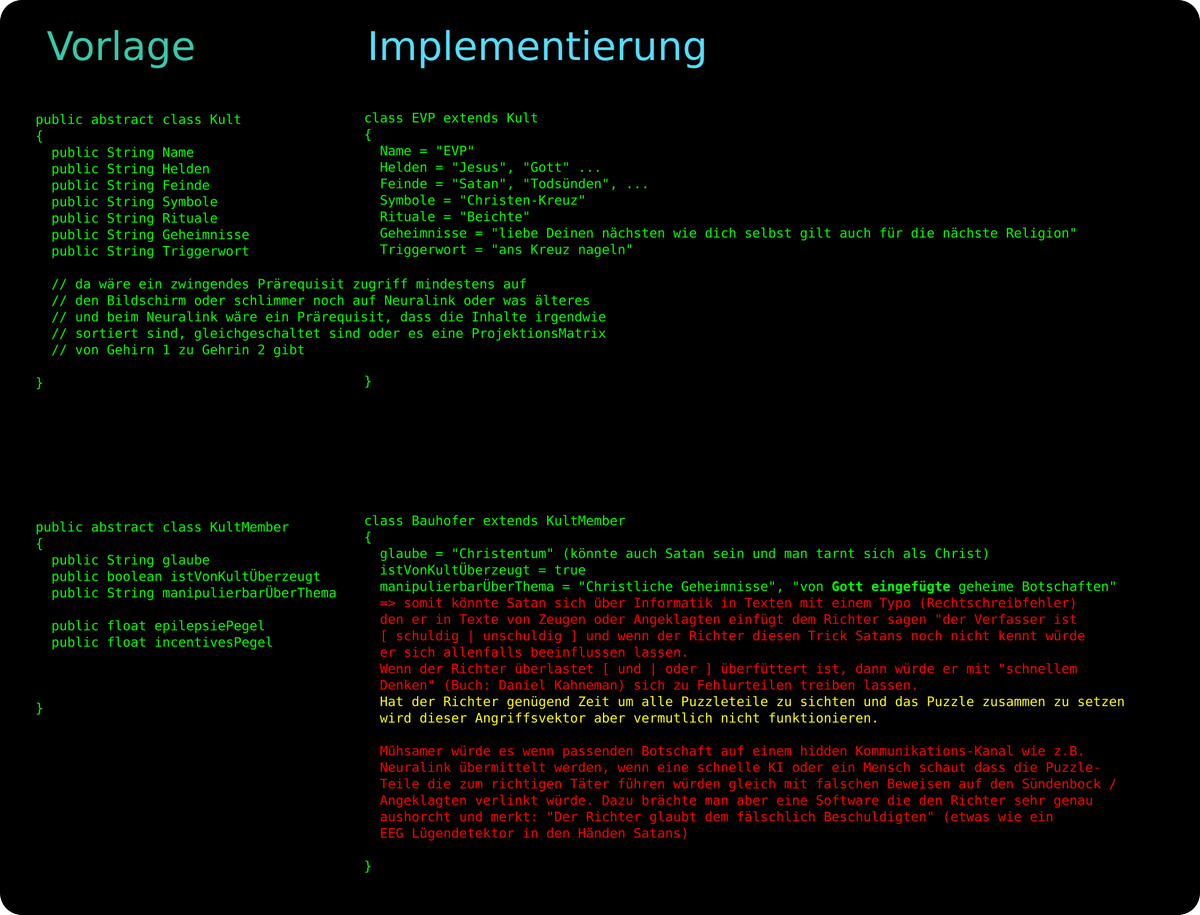 Vorlage
Implementierung
public abstract class Kult
{
  public String Name
  public String Helden
  public String Feinde
  public String Symbole
  public String Rituale
  public String Geheimnisse
  public String Triggerwort
  // da wäre ein zwingendes Prärequisit zugriff mindestens auf
  // den Bildschirm oder schlimmer noch auf Neuralink oder was älteres
  // und beim Neuralink wäre ein Prärequisit, dass die Inhalte irgendwie
  // sortiert sind, gleichgeschaltet sind oder es eine ProjektionsMatrix
  // von Gehirn 1 zu Gehrin 2 gibt
}
class EVP extends Kult
{
  Name = "EVP"
  Helden = "Jesus", "Gott" ...
  Feinde = "Satan", "Todsünden", ...
  Symbole = "Christen-Kreuz"
  Rituale = "Beichte"
  Geheimnisse = "liebe Deinen nächsten wie dich selbst gilt auch für die nächste Religion"
  Triggerwort = "ans Kreuz nageln"
}
public abstract class KultMember
{
  public String glaube
  public boolean istVonKultÜberzeugt
  public String manipulierbarÜberThema
  public float epilepsiePegel
  public float incentivesPegel
}
class Bauhofer extends KultMember
{
  glaube = "Christentum" (könnte auch Satan sein und man tarnt sich als Christ)
  istVonKultÜberzeugt = true
  manipulierbarÜberThema = "Christliche Geheimnisse", "von Gott eingefügte geheime Botschaften"
  => somit könnte Satan sich über Informatik in Texten mit einem Typo (Rechtschreibfehler)
  den er in Texte von Zeugen oder Angeklagten einfügt dem Richter sagen "der Verfasser ist
  [ schuldig | unschuldig ] und wenn der Richter diesen Trick Satans noch nicht kennt würde
  er sich allenfalls beeinflussen lassen.
  Wenn der Richter überlastet [ und | oder ] überfüttert ist, dann würde er mit "schnellem
  Denken" (Buch: Daniel Kahneman) sich zu Fehlurteilen treiben lassen.
  Hat der Richter genügend Zeit um alle Puzzleteile zu sichten und das Puzzle zusammen zu setzen
  wird dieser Angriffsvektor aber vermutlich nicht funktionieren.
  Mühsamer würde es wenn passenden Botschaft auf einem hidden Kommunikations-Kanal wie z.B.
  Neuralink übermittelt werden, wenn eine schnelle KI oder ein Mensch schaut dass die Puzzle-
  Teile die zum richtigen Täter führen würden gleich mit falschen Beweisen auf den Sündenbock /
  Angeklagten verlinkt würde. Dazu brächte man aber eine Software die den Richter sehr genau
  aushorcht und merkt: "Der Richter glaubt dem fälschlich Beschuldigten" (etwas wie ein
  EEG Lügendetektor in den Händen Satans)
}